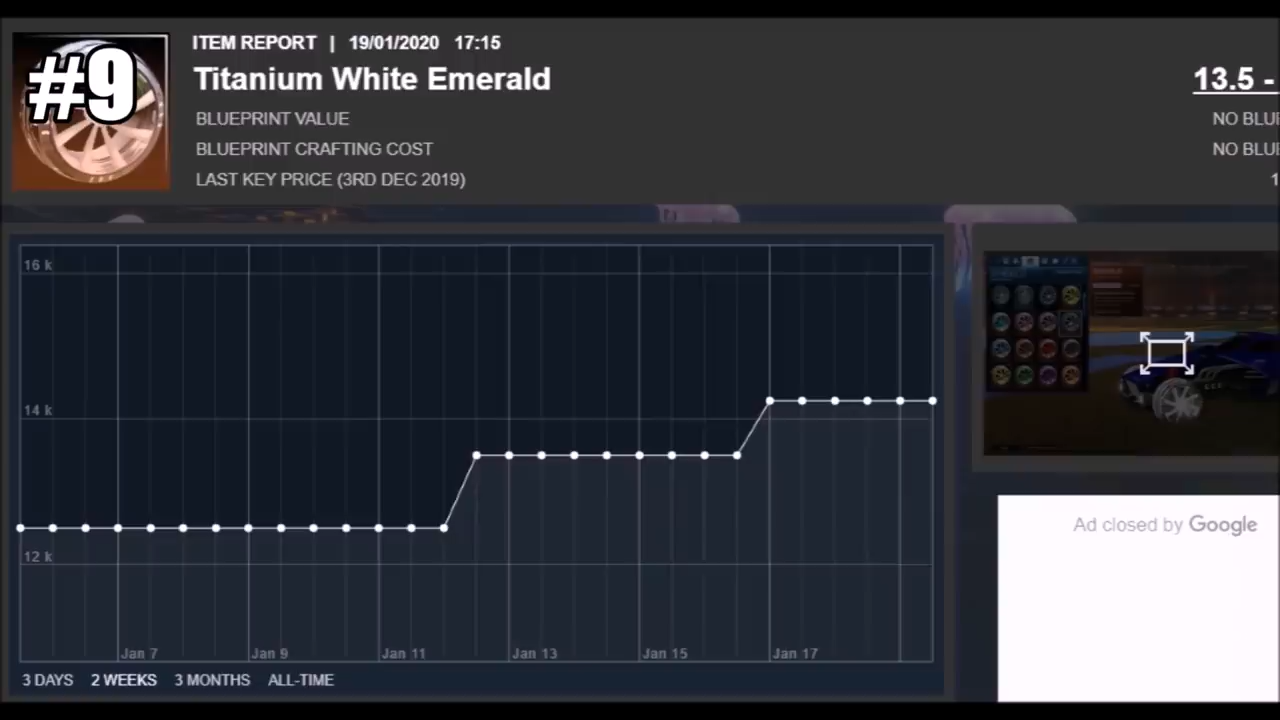 #9
ITEM REPORT | 19/01/2020 17:15
Titanium White Emerald
13.5 -
BLUEPRINT VALUE
NO BLUE
BLUEPRINT CRAFTING COST
NO BLUE
LAST KEY PRICE (3RD DEC 2019)
1
16 k
14 k
12 k
Jan 7
Jan 9
Jan 11
Jan 13
Jan 15
Jan 17
3 DAYS 2 WEEKS 3 MONTHS ALL-TIME
Ad closed by Google